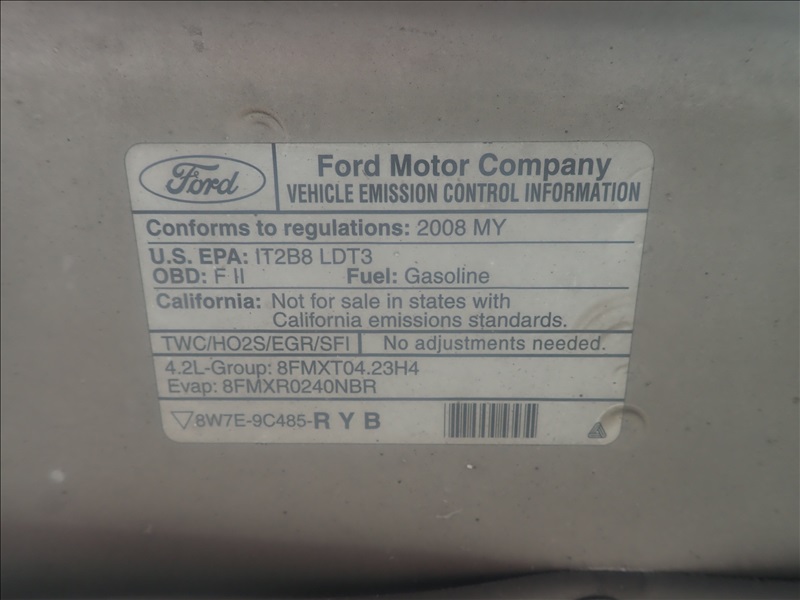 Ford
Ford Motor Company
VEHICLE EMISSION CONTROL INFORMATION
Conforms to regulations: 2008 MY
U.S. EPA: IT2B8 LDT3
OBD: F II Fuel: Gasoline
California: Not for sale in states with
California emissions standards.
TWC/HO2S/EGR/SFI No adjustments needed.
4.2L-Group: 8FMXT04.23H4
Evap: 8FMXR0240NBR
8W7E-9C485-R Y B